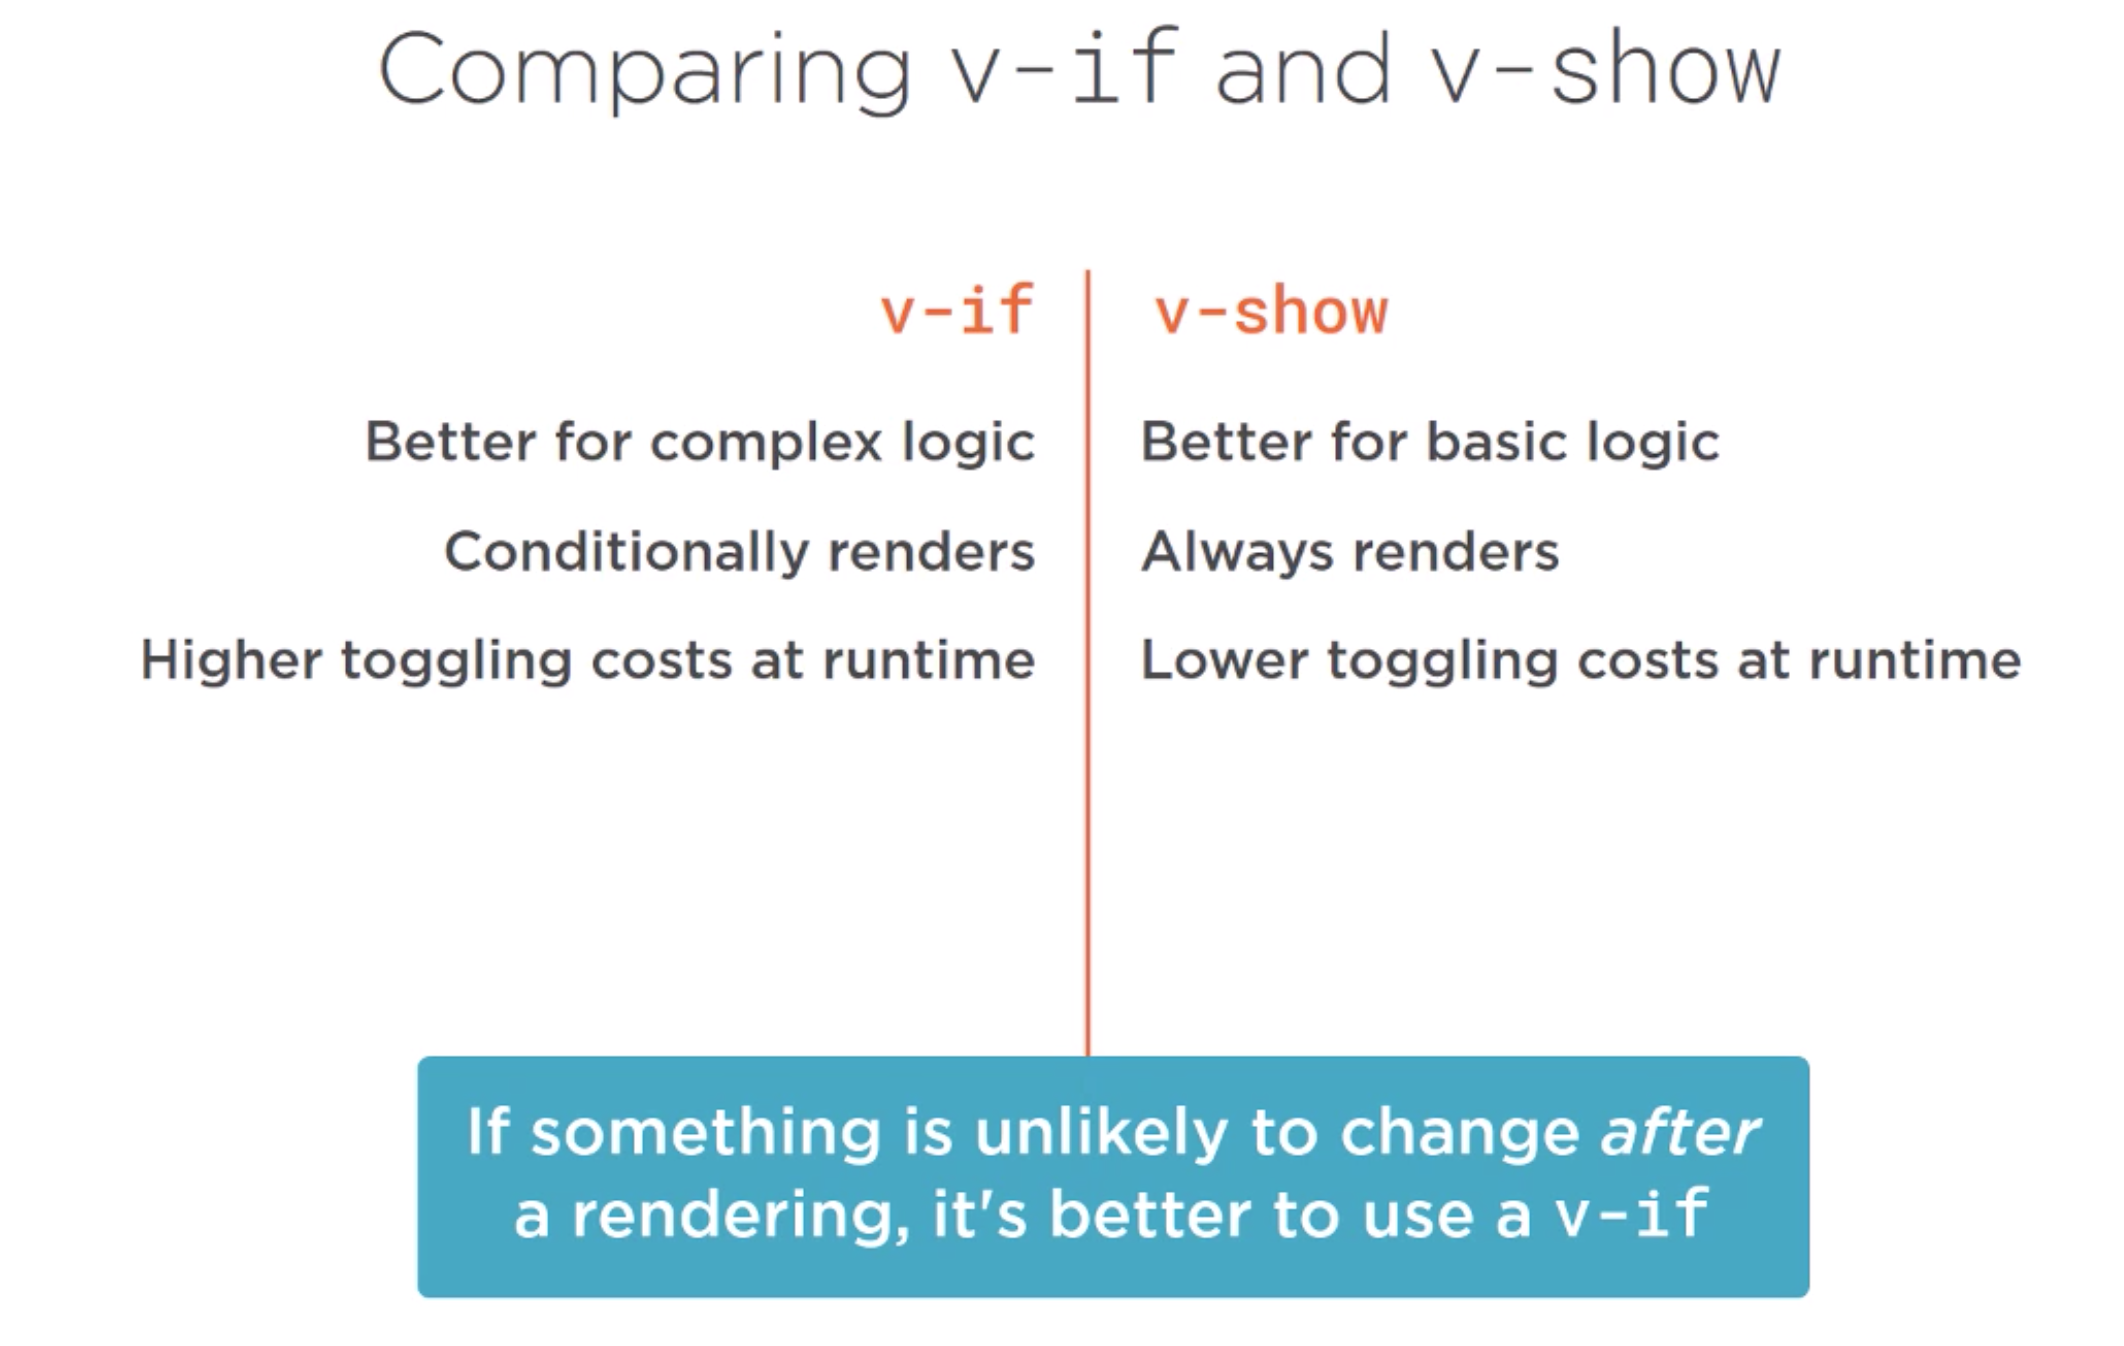 Comparing v-if and v-show
v-if
v-show
Better for complex logic
Better for basic logic
Conditionally renders
Always renders
Higher toggling costs at runtime
Lower toggling costs at runtime
If something is unlikely to change after
a rendering, it's better to use a v-if